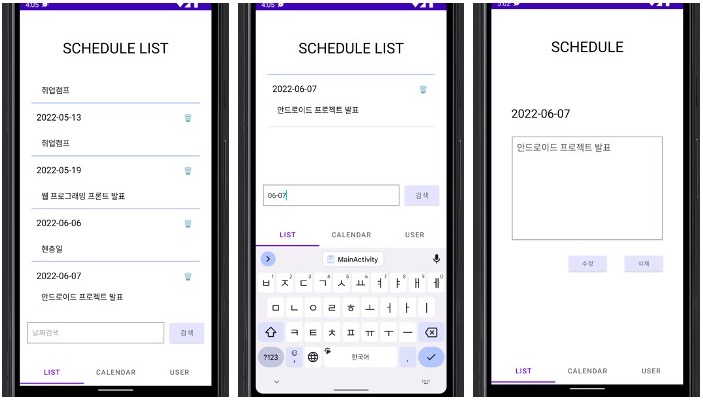 4:05
SCHEDULE LIST
취업캠프
2022-05-13
취업캠프
2022-05-19
웹 프로그래밍 프론트 발표
2022-06-06
현충일
2022-06-07
안드로이드 프로젝트 발표
날짜검색
검색
LIST CALENDAR USER
4:05
SCHEDULE LIST
2022-06-07
안드로이드 프로젝트 발표
06-07
검색
LIST CALENDAR USER
MainActivity
ㅂ ㅈ ㄷ ㄱ ㅅ ㅛ ㅕ ㅑ ㅐ ㅔ
ㅁ ㄴ ㅇ ㄹ ㅎ ㅗ ㅓ ㅏ ㅣ
ㅋ ㅌ ㅊ ㅍ ㅠ ㅜ ㅡ
?123 , 한국어 .
5:02
SCHEDULE
2022-06-07
안드로이드 프로젝트 발표
수정 삭제
LIST CALENDAR USER